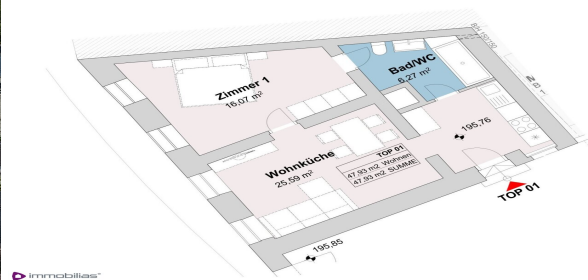 Bad/WC
6,27 m²
Zimmer 1
16,07 m²
195,76
Wohnküche
25,59 m²
TOP 01
47,93 m2 Wohnen
47,93 m2 SUMME
TOP 01
195,85
immobilias